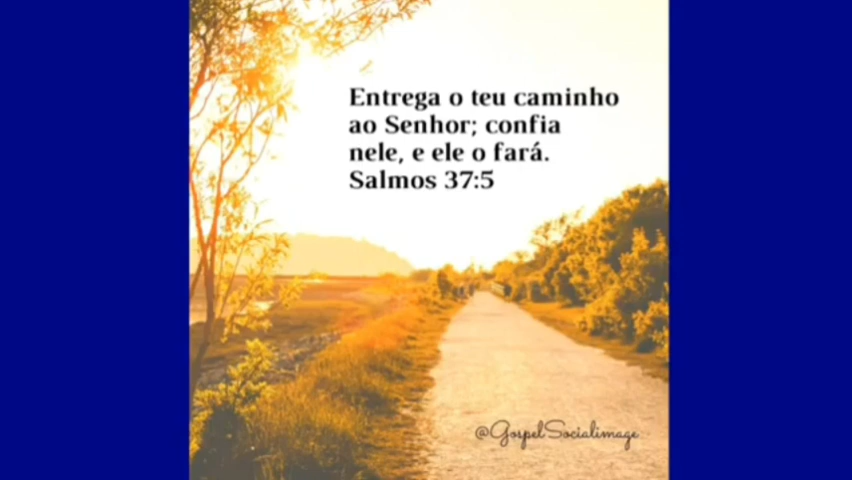 Entrega o teu caminho
ao Senhor; confia
nele, e ele o fará.
Salmos 37:5
@GospelSocialimage